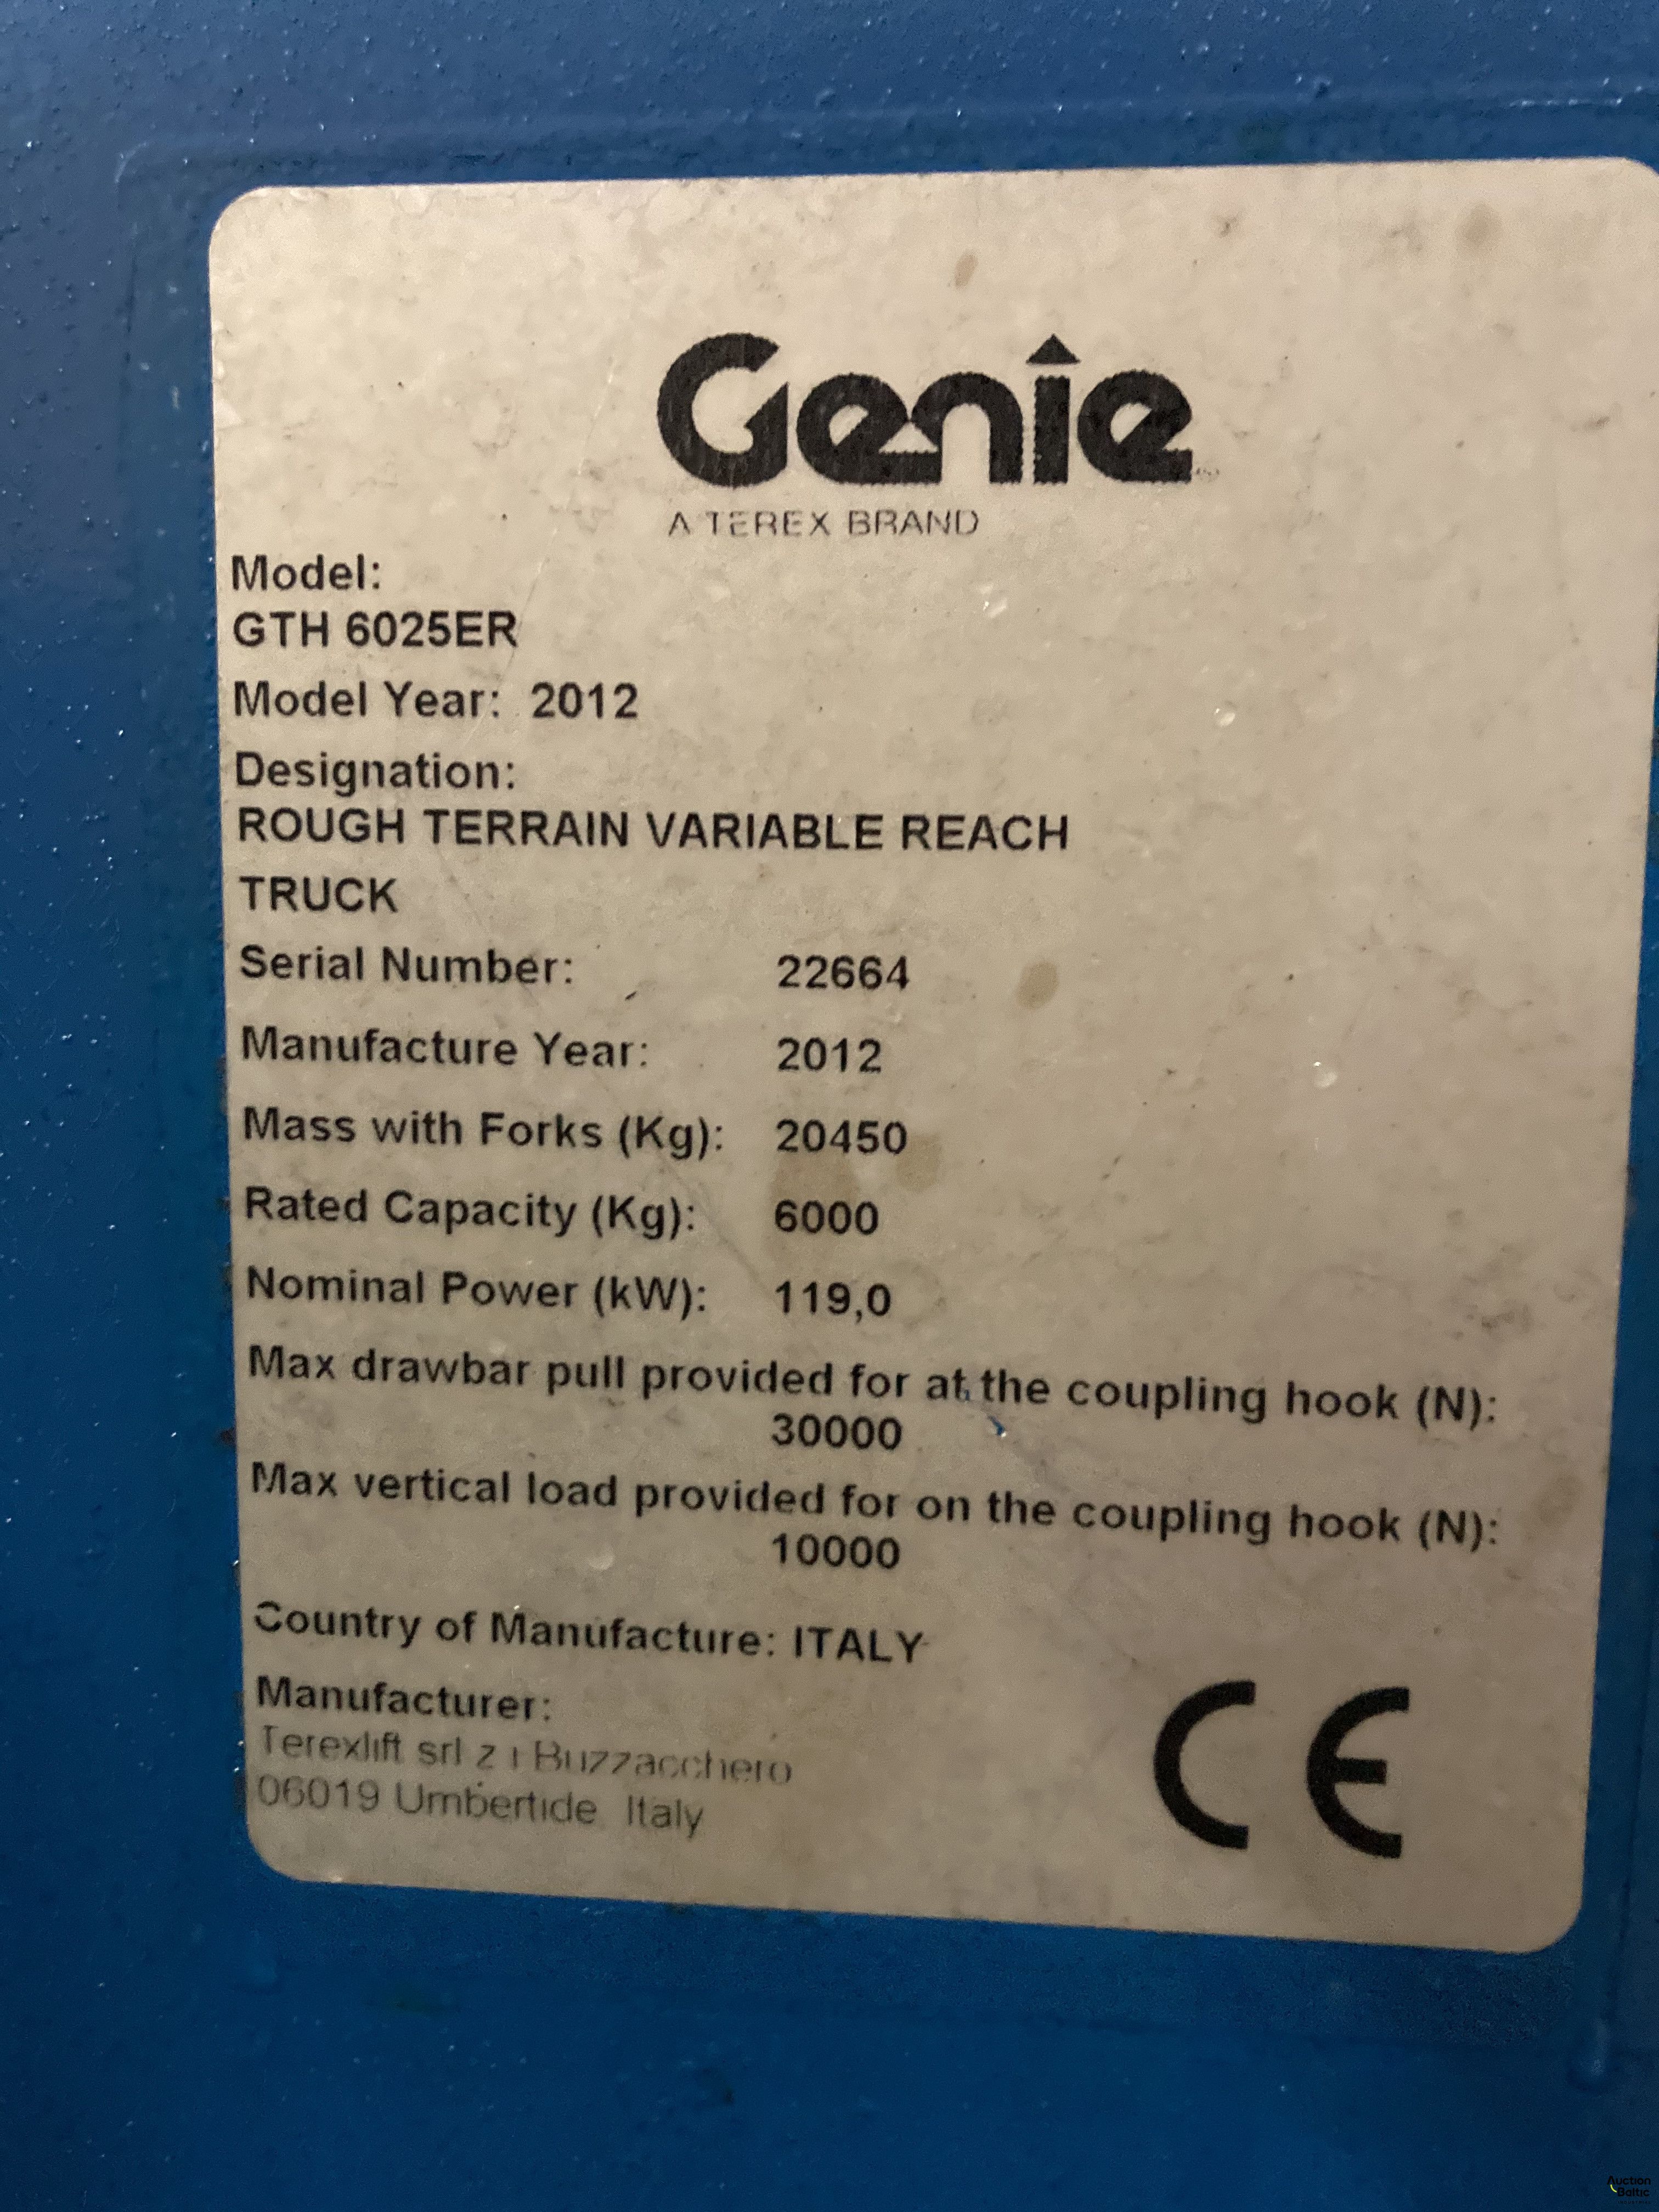 Genie
A TEREX BRAND
Model:
GTH 6025ER
Model Year: 2012
Designation:
ROUGH TERRAIN VARIABLE REACH
TRUCK
Serial Number: 22664
Manufacture Year: 2012
Mass with Forks (Kg): 20450
Rated Capacity (Kg): 6000
Nominal Power (kW): 119,0
Max drawbar pull provided for at the coupling hook (N):
30000
Max vertical load provided for on the coupling hook (N):
10000
Country of Manufacture: ITALY
Manufacturer:
Terexlift srl z i Buzzacchero
06019 Umbertide Italy
CE
Auction
Baltic